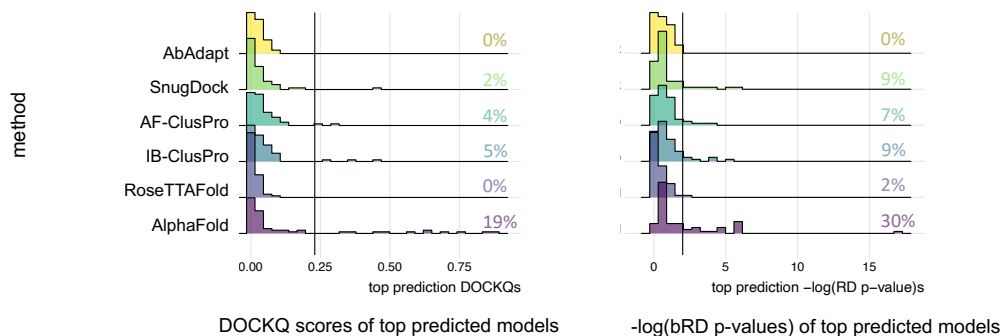 method
AbAdapt
SnugDock
AF-ClusPro
IB-ClusPro
RoseTTAFold
AlphaFold
0%
2%
4%
5%
0%
19%
0.00 0.25 0.50 0.75
top prediction DOCKQs
DOCKQ scores of top predicted models
0%
9%
7%
9%
2%
30%
0 5 10 15
top prediction −log(RD p−value)s
-log(bRD p-values) of top predicted models